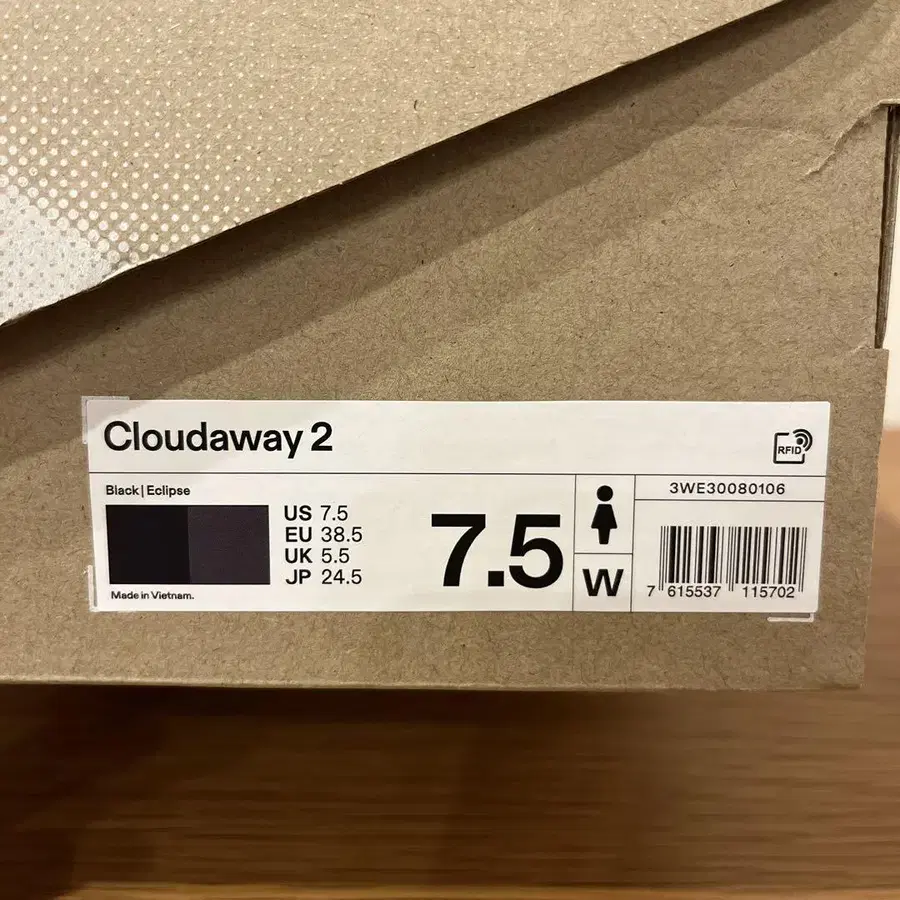 Cloudaway 2
RFID
Black | Eclipse
US 7.5
EU 38.5
UK 5.5
JP 24.5
Made in Vietnam.
7.5
W
3WE30080106
7 615537 115702